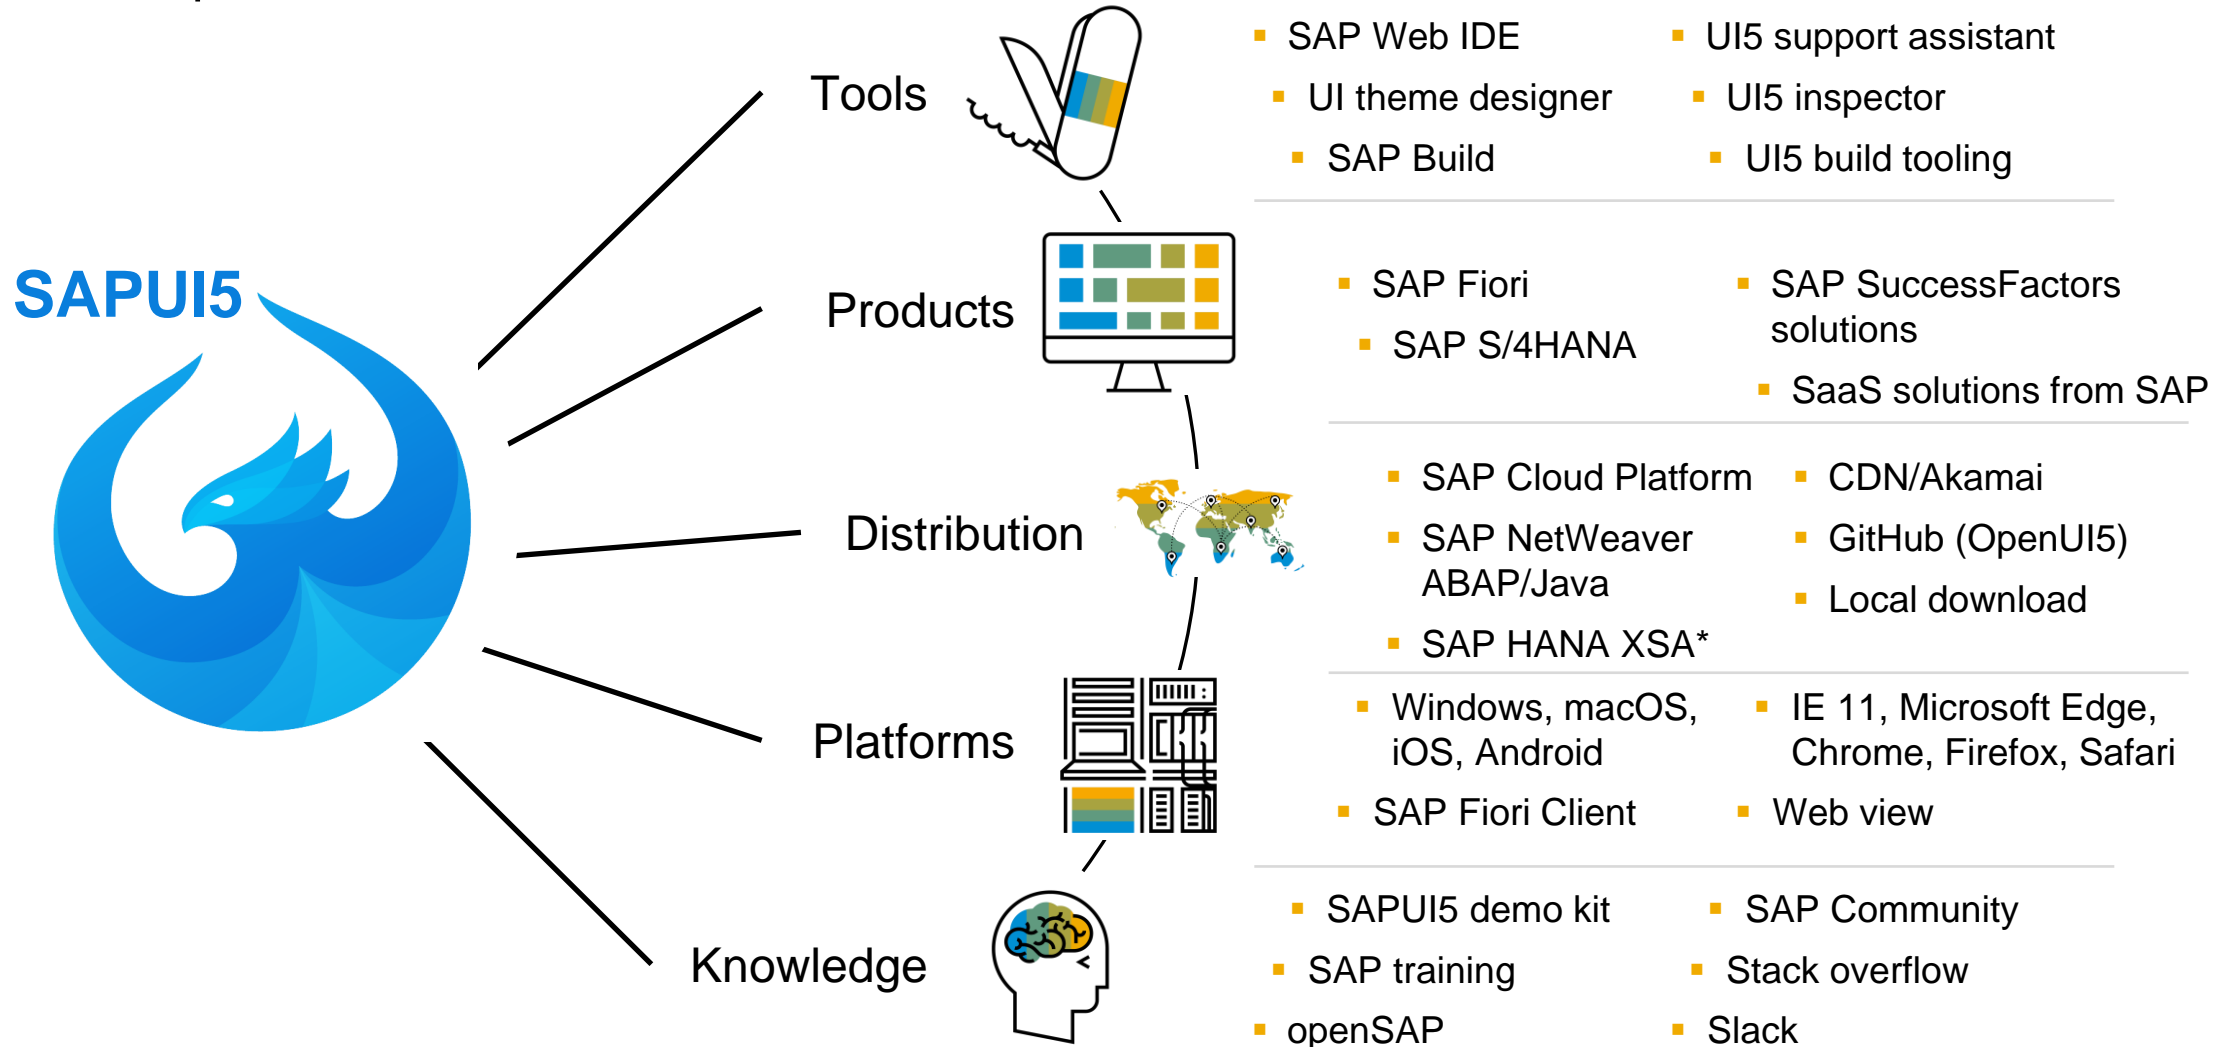 SAPUI5
Tools
SAP Web IDE
UI theme designer
SAP Build
UI5 support assistant
UI5 inspector
UI5 build tooling
Products
SAP Fiori
SAP S/4HANA
SAP SuccessFactors
solutions
SaaS solutions from SAP
Distribution
SAP Cloud Platform
SAP NetWeaver
ABAP/Java
SAP HANA XSA*
CDN/Akamai
GitHub (OpenUI5)
Local download
Platforms
Windows, macOS,
iOS, Android
SAP Fiori Client
IE 11, Microsoft Edge,
Chrome, Firefox, Safari
Web view
Knowledge
SAPUI5 demo kit
SAP training
openSAP
SAP Community
Stack overflow
Slack